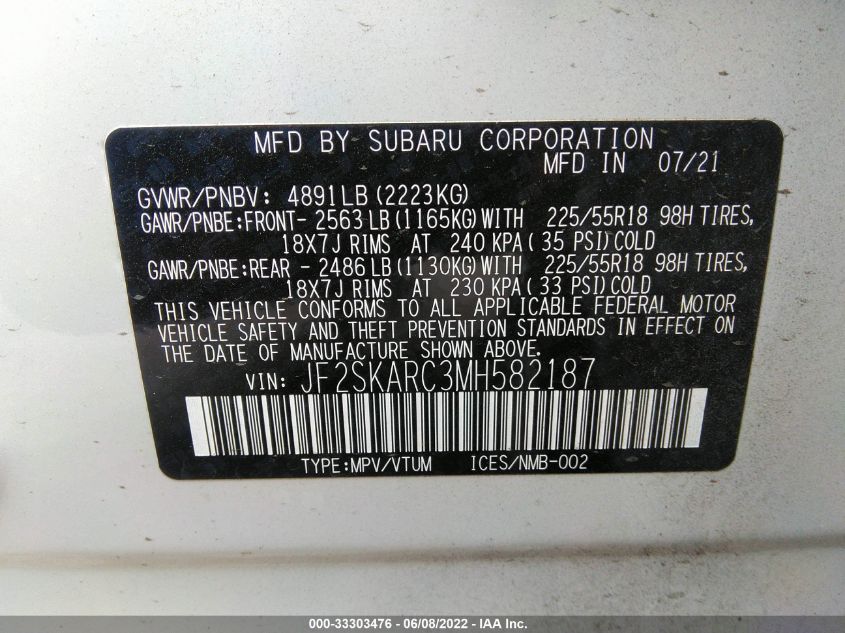 MFD BY SUBARU CORPORATION
MFD IN 07/21
GVWR/PNBV: 4891LB (2223KG)
GAWR/PNBE:FRONT- 2563 LB (1165KG) WITH 225/55R18 98H TIRES,
18X7J RIMS AT 240 KPA ( 35 PSI) COLD
GAWR/PNBE:REAR - 2486 LB (1130KG) WITH 225/55R18 98H TIRES,
18X7J RIMS AT 230 KPA ( 33 PSI) COLD
THIS VEHICLE CONFORMS TO ALL APPLICABLE FEDERAL MOTOR
VEHICLE SAFETY AND THEFT PREVENTION STANDARDS IN EFFECT ON
THE DATE OF MANUFACTURE SHOWN ABOVE.
VIN: JF2SKARC3MH582187
TYPE:MPV/VTUM ICES/NMB-002
000-33303476 - 06/08/2022 - IAA Inc.